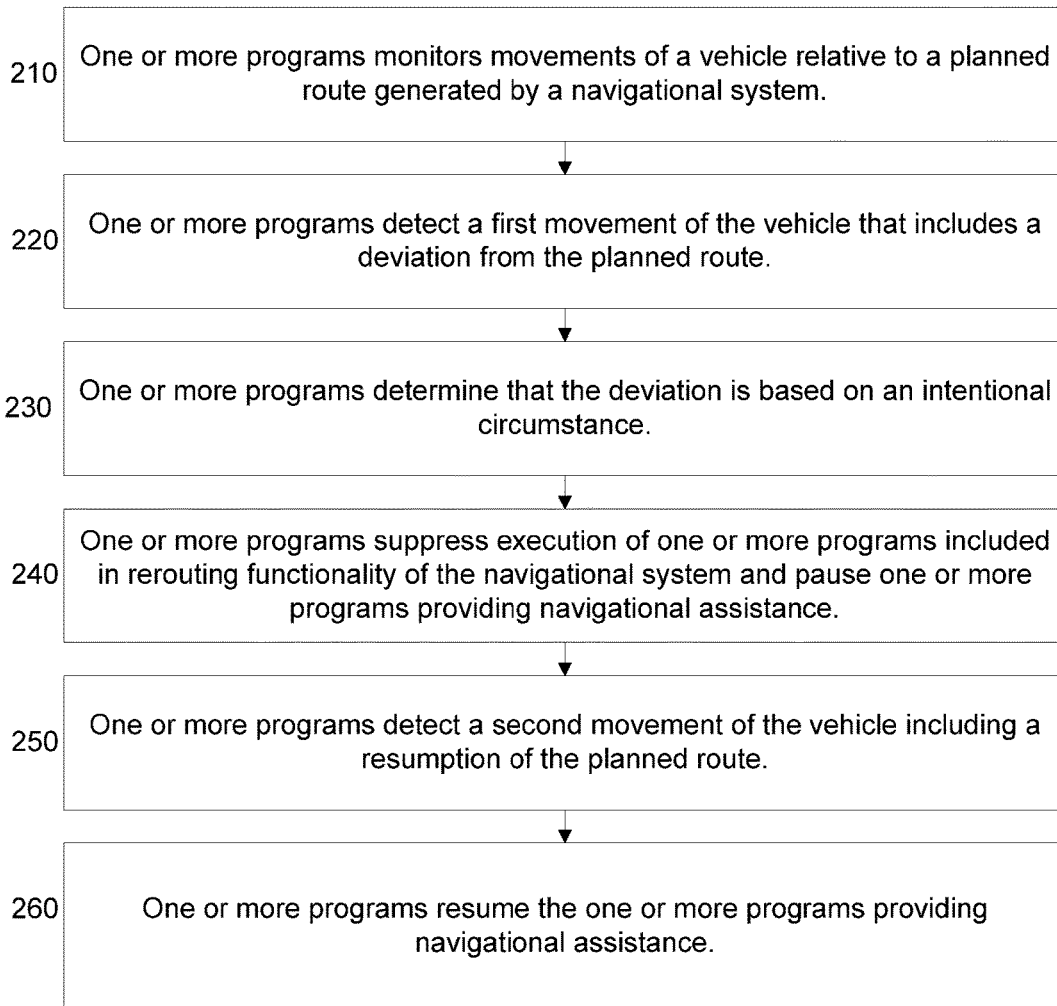 210
One or more programs monitors movements of a vehicle relative to a planned
route generated by a navigational system.
220
One or more programs detect a first movement of the vehicle that includes a
deviation from the planned route.
230
One or more programs determine that the deviation is based on an intentional
circumstance.
240
One or more programs suppress execution of one or more programs included
in rerouting functionality of the navigational system and pause one or more
programs providing navigational assistance.
250
One or more programs detect a second movement of the vehicle including a
resumption of the planned route.
260
One or more programs resume the one or more programs providing
navigational assistance.